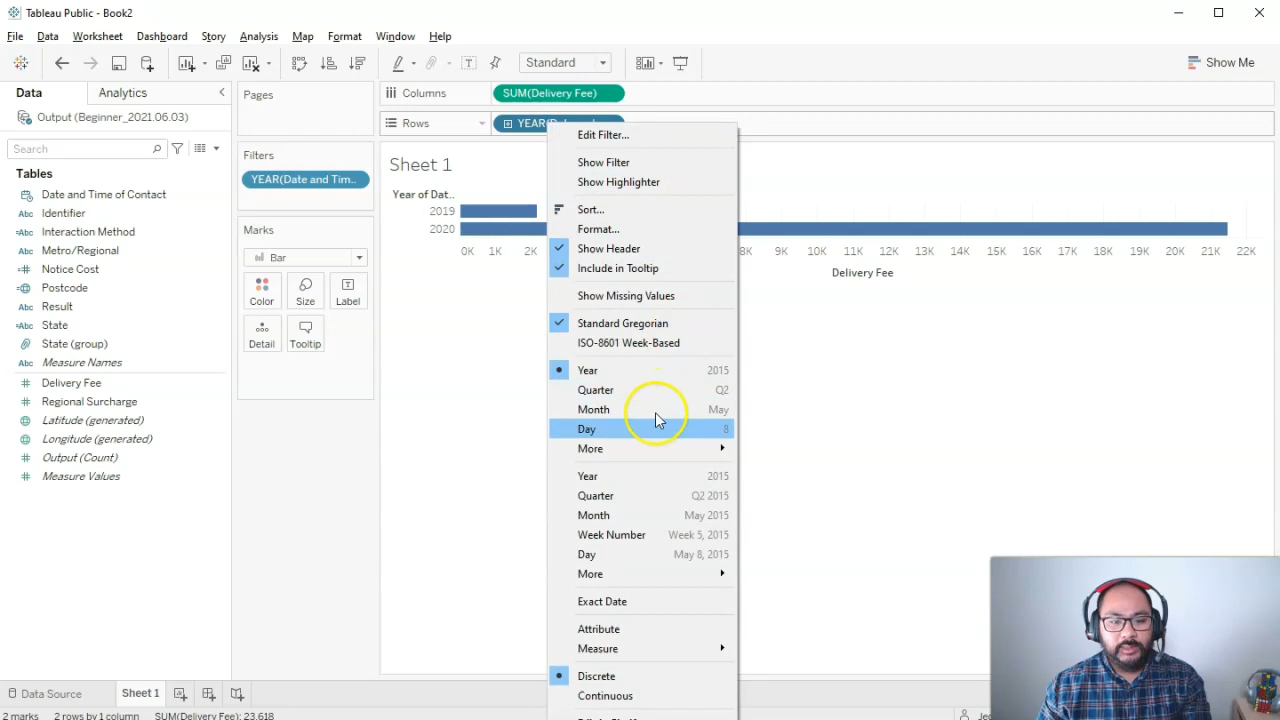 Tableau Public - Book2
File Data Worksheet Dashboard Story Analysis Map Format Window Help
Standard
Show Me
Data Analytics
Output (Beginner_2021.06.03)
Search
Tables
Date and Time of Contact
Abc Identifier
=Abc Interaction Method
Abc Metro/Regional
=# Notice Cost
Postcode
Abc Result
=Abc State
State (group)
Abc Measure Names
# Delivery Fee
# Regional Surcharge
Latitude (generated)
Longitude (generated)
# Output (Count)
# Measure Values
Pages
Filters
YEAR(Date and Tim..
Marks
Bar
Color Size Label
Detail Tooltip
Columns SUM(Delivery Fee)
Rows
Sheet 1
Year of Dat..
2019
2020
0K 1K 2K 8K 9K 10K 11K 12K 13K 14K 15K 16K 17K 18K 19K 20K 21K 22K
Delivery Fee
Edit Filter...
Show Filter
Show Highlighter
Sort...
Format...
Show Header
Include in Tooltip
Show Missing Values
Standard Gregorian
ISO-8601 Week-Based
Year 2015
Quarter Q2
Month May
Day 8
More
Year 2015
Quarter Q2 2015
Month May 2015
Week Number Week 5, 2015
Day May 8, 2015
More
Exact Date
Attribute
Measure
Discrete
Continuous
Data Source Sheet 1
2 marks 2 rows by 1 column SUM(Delivery Fee): 23,618